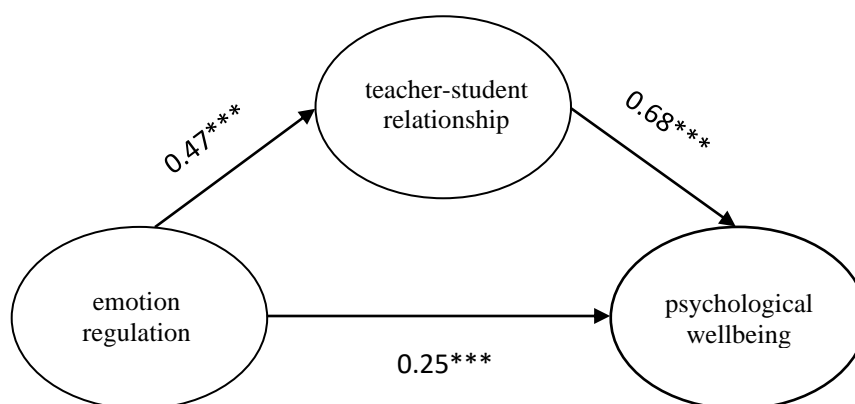 teacher-student
relationship
0.47***
0.68***
emotion
regulation
psychological
wellbeing
0.25***